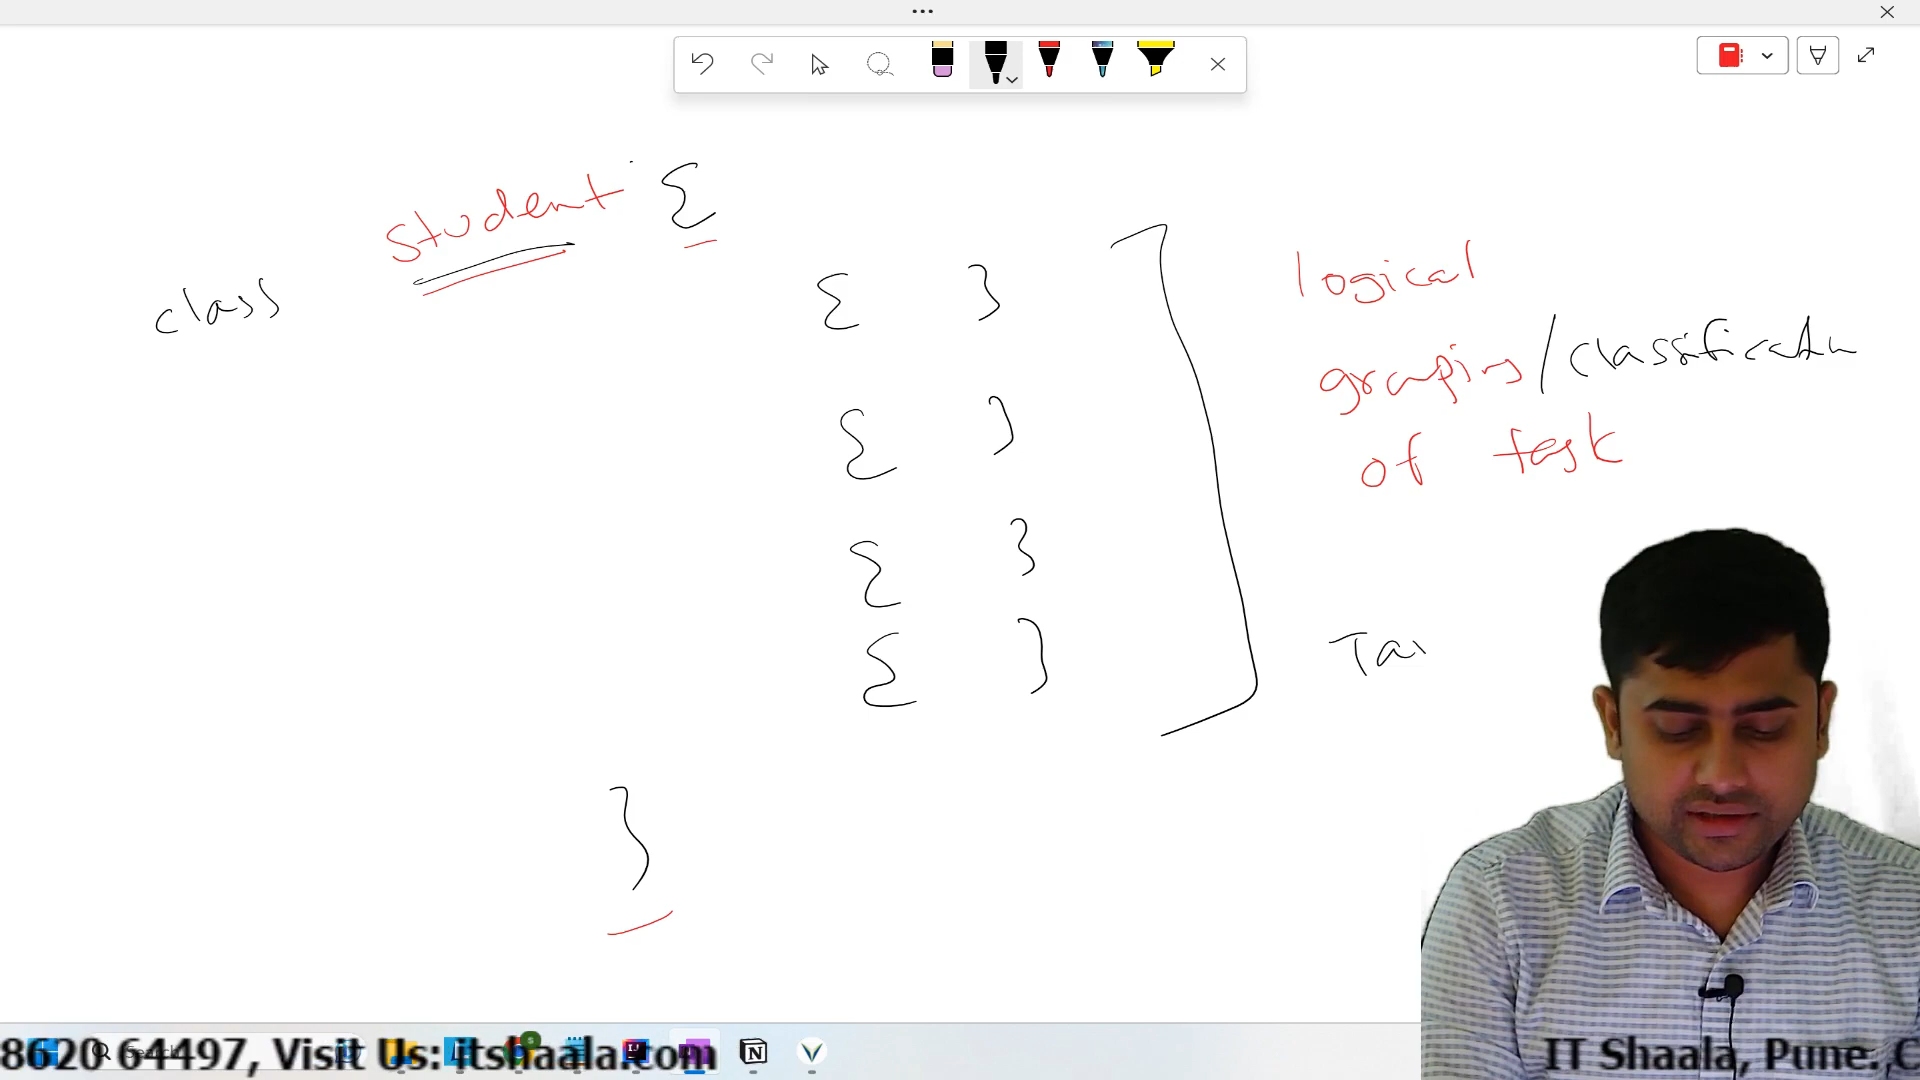 student {
class
{ }
logical
grouping/classification
{ }
of task
{ }
{ }
}
8620 64497, Visit Us: itshaala.com
IT Shaala, Pune. C